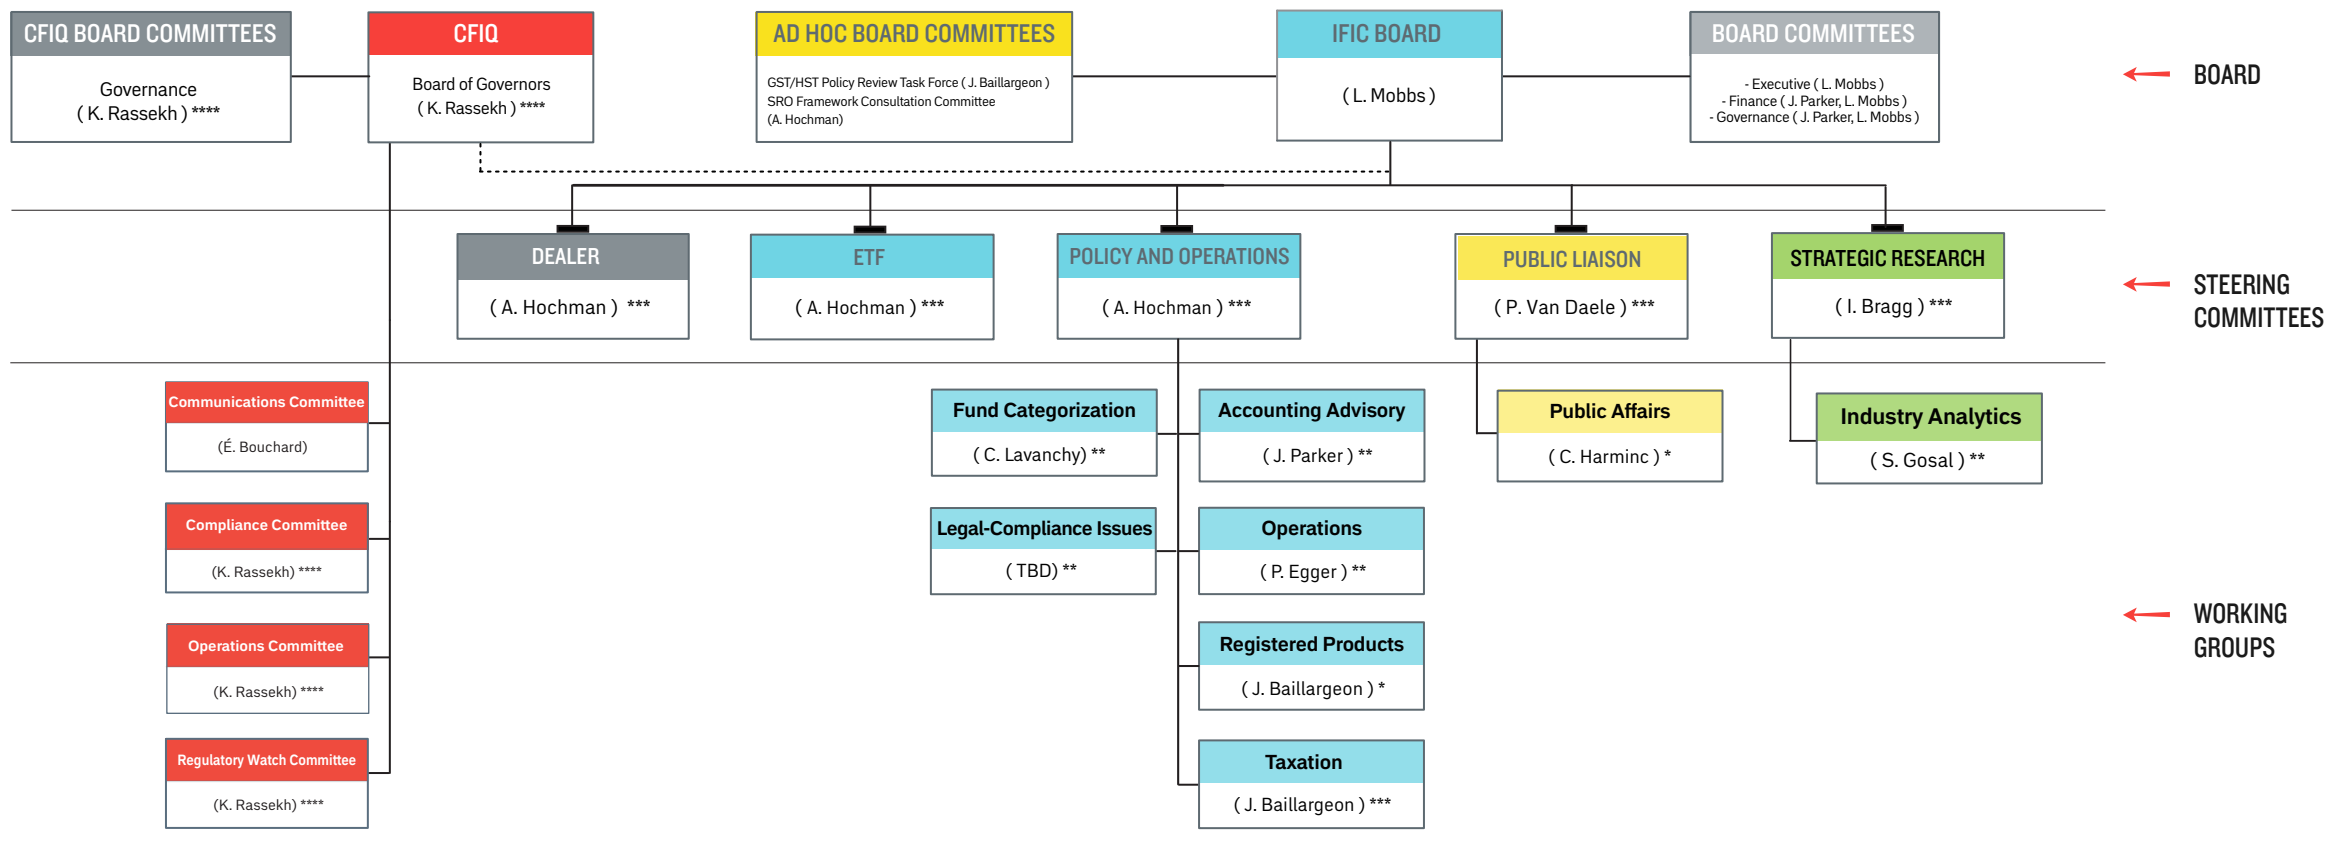 CFIQ BOARD COMMITTEES
Governance
( K. Rassekh ) ****
CFIQ
Board of Governors
( K. Rassekh ) ****
AD HOC BOARD COMMITTEES
GST/HST Policy Review Task Force ( J. Baillargeon )
SRO Framework Consultation Committee
(A. Hochman)
IFIC BOARD
( L. Mobbs )
BOARD COMMITTEES
- Executive ( L. Mobbs )
- Finance ( J. Parker, L. Mobbs )
- Governance ( J. Parker, L. Mobbs )
BOARD
DEALER
( A. Hochman ) ***
ETF
( A. Hochman ) ***
POLICY AND OPERATIONS
( A. Hochman ) ***
PUBLIC LIAISON
( P. Van Daele ) ***
STRATEGIC RESEARCH
( I. Bragg ) ***
STEERING
COMMITTEES
Communications Committee
(É. Bouchard)
Compliance Committee
(K. Rassekh) ****
Operations Committee
(K. Rassekh) ****
Regulatory Watch Committee
(K. Rassekh) ****
Fund Categorization
( C. Lavanchy) **
Accounting Advisory
( J. Parker ) **
Legal-Compliance Issues
( TBD) **
Operations
( P. Egger ) **
Registered Products
( J. Baillargeon ) *
Taxation
( J. Baillargeon ) ***
Public Affairs
( C. Harminc ) *
Industry Analytics
( S. Gosal ) **
WORKING
GROUPS